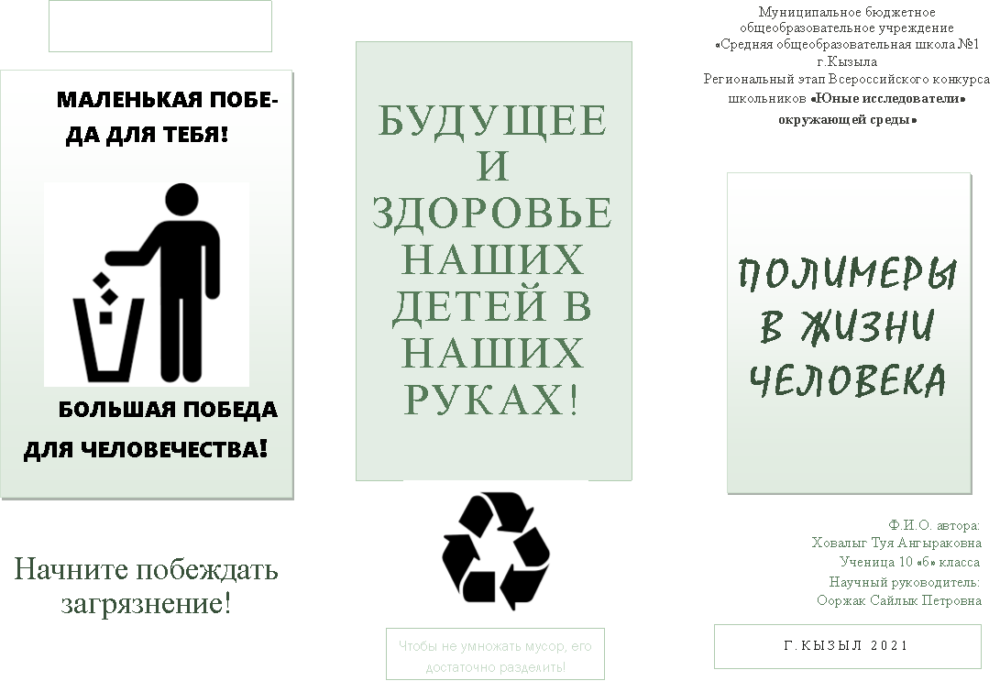 МАЛЕНЬКАЯ ПОБЕ-
ДА ДЛЯ ТЕБЯ!
БОЛЬШАЯ ПОБЕДА
ДЛЯ ЧЕЛОВЕЧЕСТВА!
Начните побеждать
загрязнение!
БУДУЩЕЕ
И
ЗДОРОВЬЕ
НАШИХ
ДЕТЕЙ В
НАШИХ
РУКАХ!
Чтобы не умножать мусор, его
достаточно разделить!
Муниципальное бюджетное
общеобразовательное учреждение
«Средняя общеобразовательная школа №1
г.Кызыла
Региональный этап Всероссийского конкурса
школьников «Юные исследователи»
окружающей среды»
ПОЛИМЕРЫ
В ЖИЗНИ
ЧЕЛОВЕКА
Ф.И.О. автора:
Ховалыг Туя Ангыраковна
Ученица 10 «б» класса
Научный руководитель:
Ооржак Сайлык Петровна
Г.КЫЗЫЛ 2021